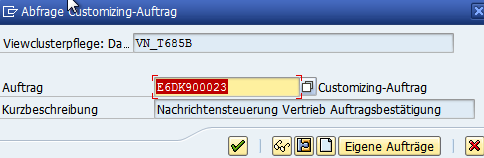 Abfrage Customizing-Auftrag
Viewclusterpflege: Da... VN_T685B
Auftrag E6DK900023 Customizing-Auftrag
Kurzbeschreibung Nachrichtensteuerung Vertrieb Auftragsbestätigung
Eigene Aufträge